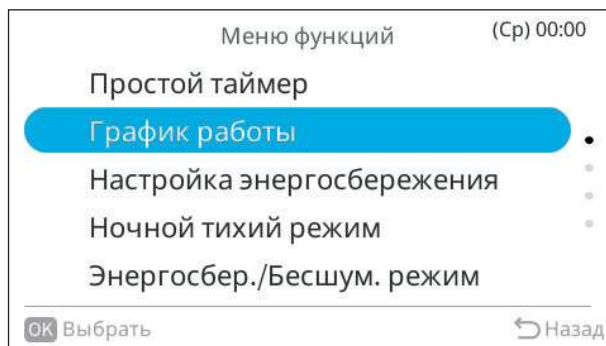 Меню функций (Ср) 00:00
Простой таймер
График работы
Настройка энергосбережения
Ночной тихий режим
Энергосбер./Бесшум. режим
OK Выбрать Назад